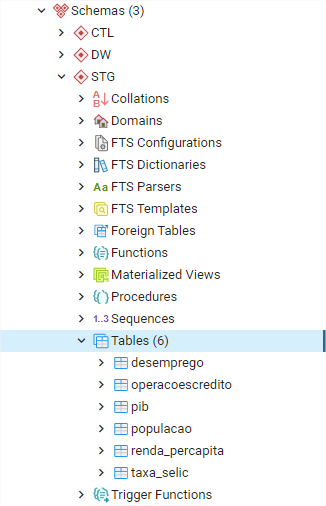 Schemas (3)
CTL
DW
STG
Collations
Domains
FTS Configurations
FTS Dictionaries
Aa FTS Parsers
FTS Templates
Foreign Tables
Functions
Materialized Views
Procedures
1..3 Sequences
Tables (6)
desemprego
operacoescredito
pib
populacao
renda_percapita
taxa_selic
Trigger Functions